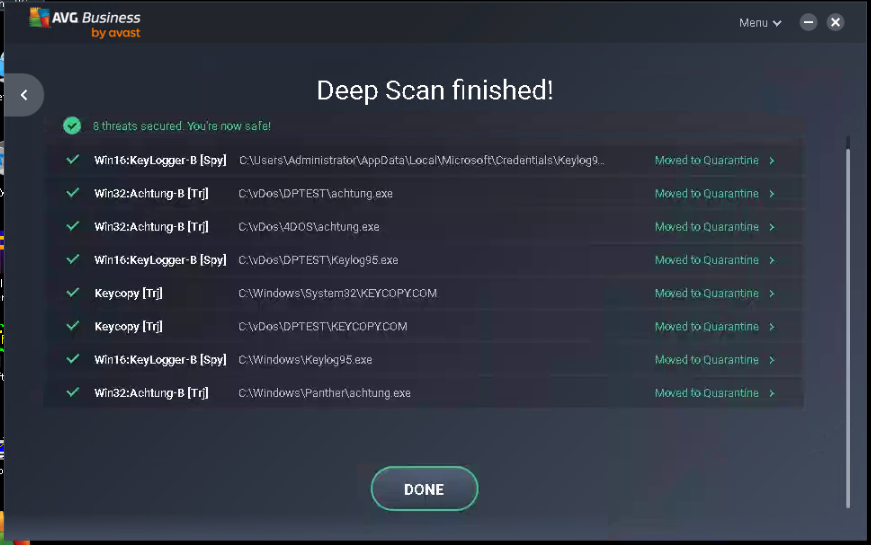 AVG Business
by avast
Menu
Deep Scan finished!
8 threats secured. You're now safe!
Win16:KeyLogger-B [Spy] C:\Users\Administrator\AppData\Local\Microsoft\Credentials\Keylog9... Moved to Quarantine
Win32:Achtung-B [Trj] C:\vDos\DPTEST\achtung.exe Moved to Quarantine
Win32:Achtung-B [Trj] C:\vDos\4DOS\achtung.exe Moved to Quarantine
Win16:KeyLogger-B [Spy] C:\vDos\DPTEST\Keylog95.exe Moved to Quarantine
Keycopy [Trj] C:\Windows\System32\KEYCOPY.COM Moved to Quarantine
Keycopy [Trj] C:\vDos\DPTEST\KEYCOPY.COM Moved to Quarantine
Win16:KeyLogger-B [Spy] C:\Windows\Keylog95.exe Moved to Quarantine
Win32:Achtung-B [Trj] C:\Windows\Panther\achtung.exe Moved to Quarantine
DONE